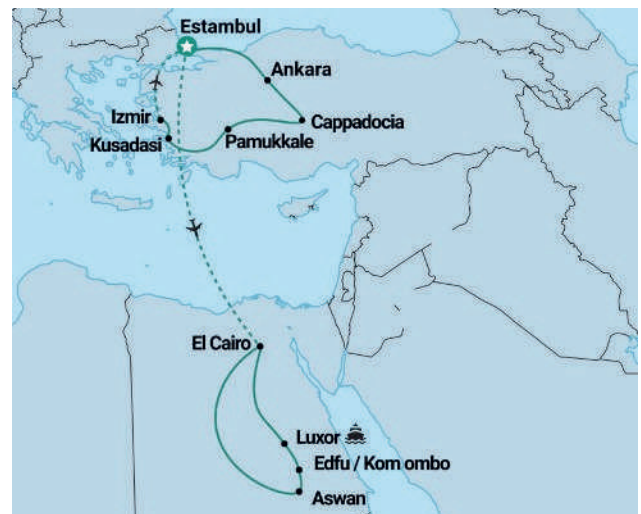 Estambul
Ankara
Izmir
Cappadocia
Kusadasi
Pamukkale
El Cairo
Luxor
Edfu / Kom ombo
Aswan